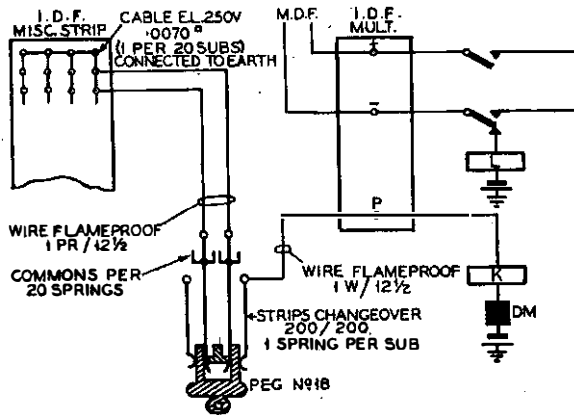 I.D.F.
MISC. STRIP
CABLE EL.250V
·0070 □"
(1 PER 20 SUBS)
CONNECTED TO EARTH
M.D.F.
I.D.F.
MULT.
+
−
L
P
WIRE FLAMEPROOF
1 PR / 12½
COMMONS PER
20 SPRINGS
WIRE FLAMEPROOF
1 W / 12½
K
DM
STRIPS CHANGEOVER
200 / 200.
1 SPRING PER SUB
PEG Nº18